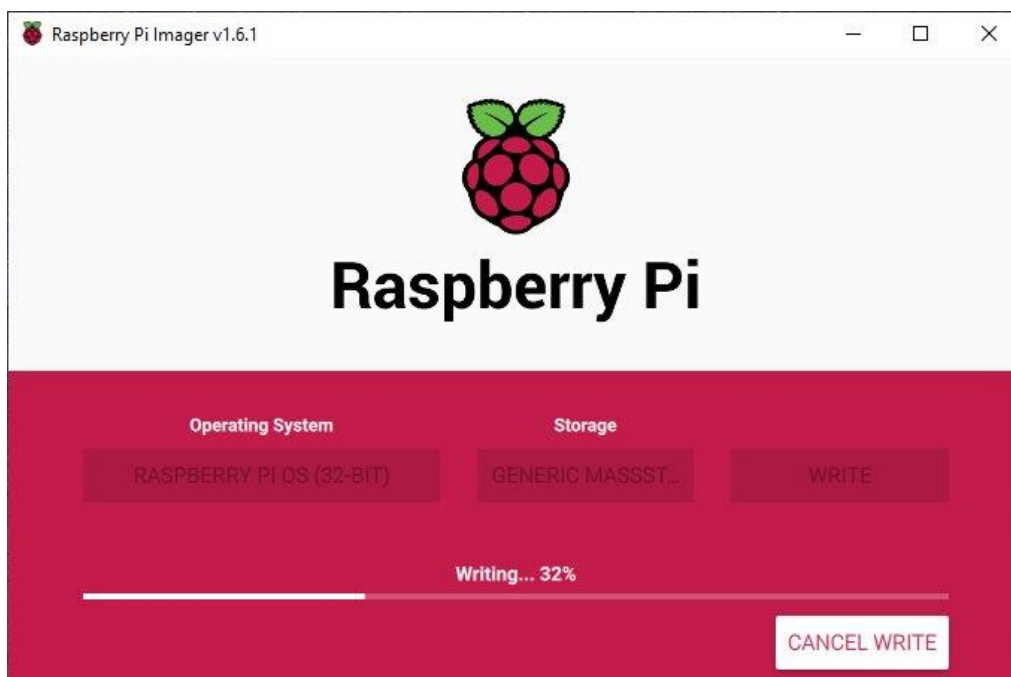 Raspberry Pi Imager v1.6.1
Raspberry Pi
Operating System Storage
RASPBERRY PI OS (32-BIT) GENERIC MASSST... WRITE
Writing... 32%
CANCEL WRITE